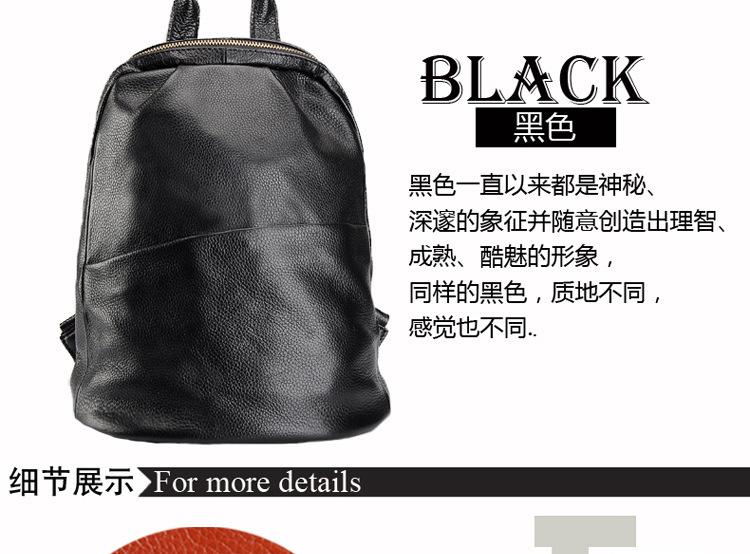 BLACK
黑色
黑色一直以来都是神秘、
深邃的象征并随意创造出理智、
成熟、酷魅的形象，
同样的黑色，质地不同，
感觉也不同..
细节展示 For more details